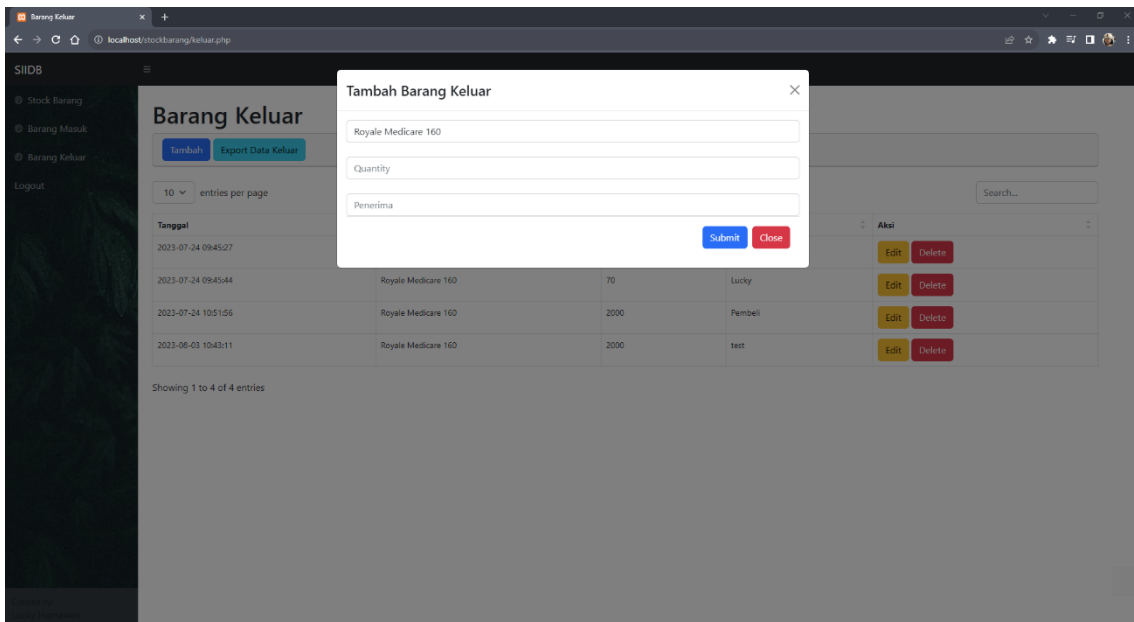 Barang Keluar
localhost/stockbarang/keluar.php
SIIDB
Stock Barang
Barang Masuk
Barang Keluar
Logout
Barang Keluar
Tambah Export Data Keluar
10 entries per page
Search...
Tambah Barang Keluar
Royale Medicare 160
Quantity
Penerima
Submit Close
Tanggal Aksi
2023-07-24 09:45:27 Edit Delete
2023-07-24 09:45:44 Royale Medicare 160 70 Lucky Edit Delete
2023-07-24 10:51:56 Royale Medicare 160 2000 Pembeli Edit Delete
2023-08-03 10:43:11 Royale Medicare 160 2000 test Edit Delete
Showing 1 to 4 of 4 entries